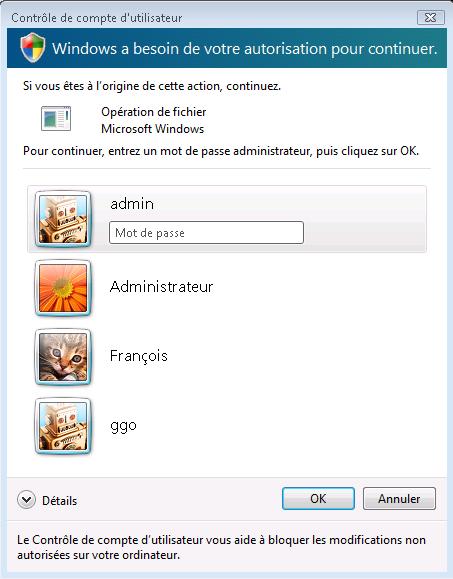 Contrôle de compte d'utilisateur
Windows a besoin de votre autorisation pour continuer.
Si vous êtes à l'origine de cette action, continuez.
Opération de fichier
Microsoft Windows
Pour continuer, entrez un mot de passe administrateur, puis cliquez sur OK.
admin
Mot de passe
Administrateur
François
ggo
Détails
OK
Annuler
Le Contrôle de compte d'utilisateur vous aide à bloquer les modifications non
autorisées sur votre ordinateur.